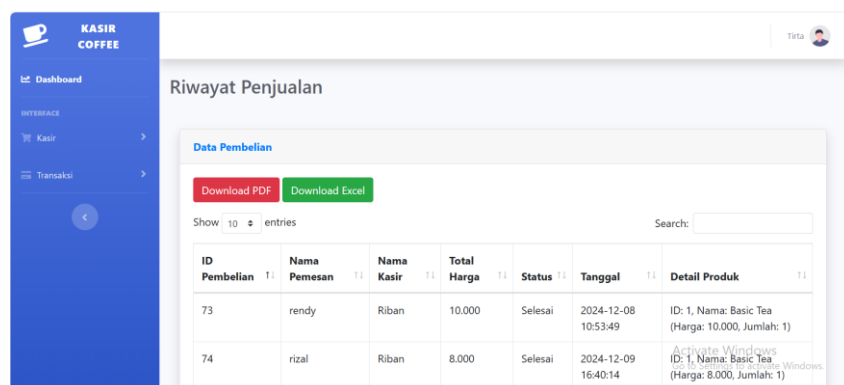 KASIR
COFFEE
Tirta
Dashboard
Riwayat Penjualan
INTERFACE
Kasir
Transaksi
Data Pembelian
Download PDF Download Excel
Show 10 entries Search:
ID Pembelian Nama Pemesan Nama Kasir Total Harga Status Tanggal Detail Produk
73 rendy Riban 10.000 Selesai 2024-12-08 ID: 1, Nama: Basic Tea
10:53:49 (Harga: 10.000, Jumlah: 1)
74 rizal Riban 8.000 Selesai 2024-12-09 ID: 1, Nama: Basic Tea
16:40:14 (Harga: 8.000, Jumlah: 1)
Activate Windows
Go to Settings to activate Windows.